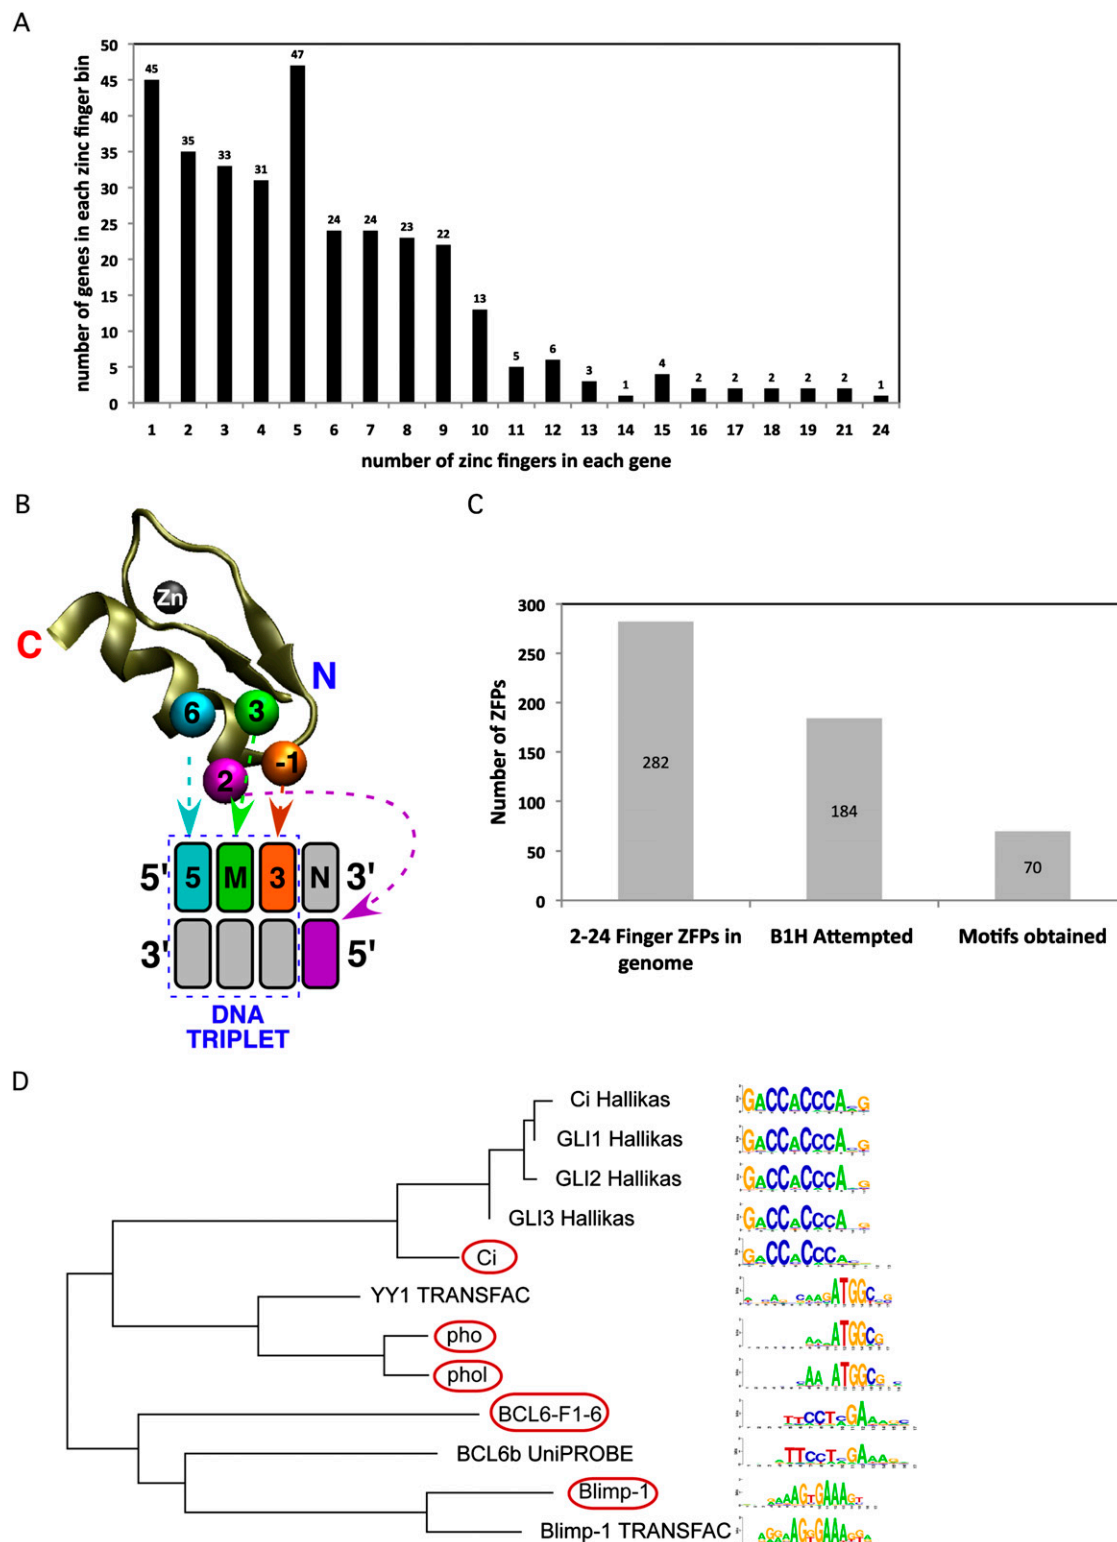 A
number of genes in each zinc finger bin
50
45
40
35
30
25
20
15
10
5
0
45
35
33
31
47
24
24
23
22
13
5
6
3
1
4
2
2
2
2
2
1
1 2 3 4 5 6 7 8 9 10 11 12 13 14 15 16 17 18 19 21 24
number of zinc fingers in each gene
B
Zn
C
N
6
3
2
-1
5' 5 M 3 N 3'
3' 5'
DNA
TRIPLET
C
Number of ZFPs
300
250
200
150
100
50
0
282
184
70
2-24 Finger ZFPs in
genome
B1H Attempted
Motifs obtained
D
Ci Hallikas
GLI1 Hallikas
GLI2 Hallikas
GLI3 Hallikas
Ci
YY1 TRANSFAC
pho
phol
BCL6-F1-6
BCL6b UniPROBE
Blimp-1
Blimp-1 TRANSFAC